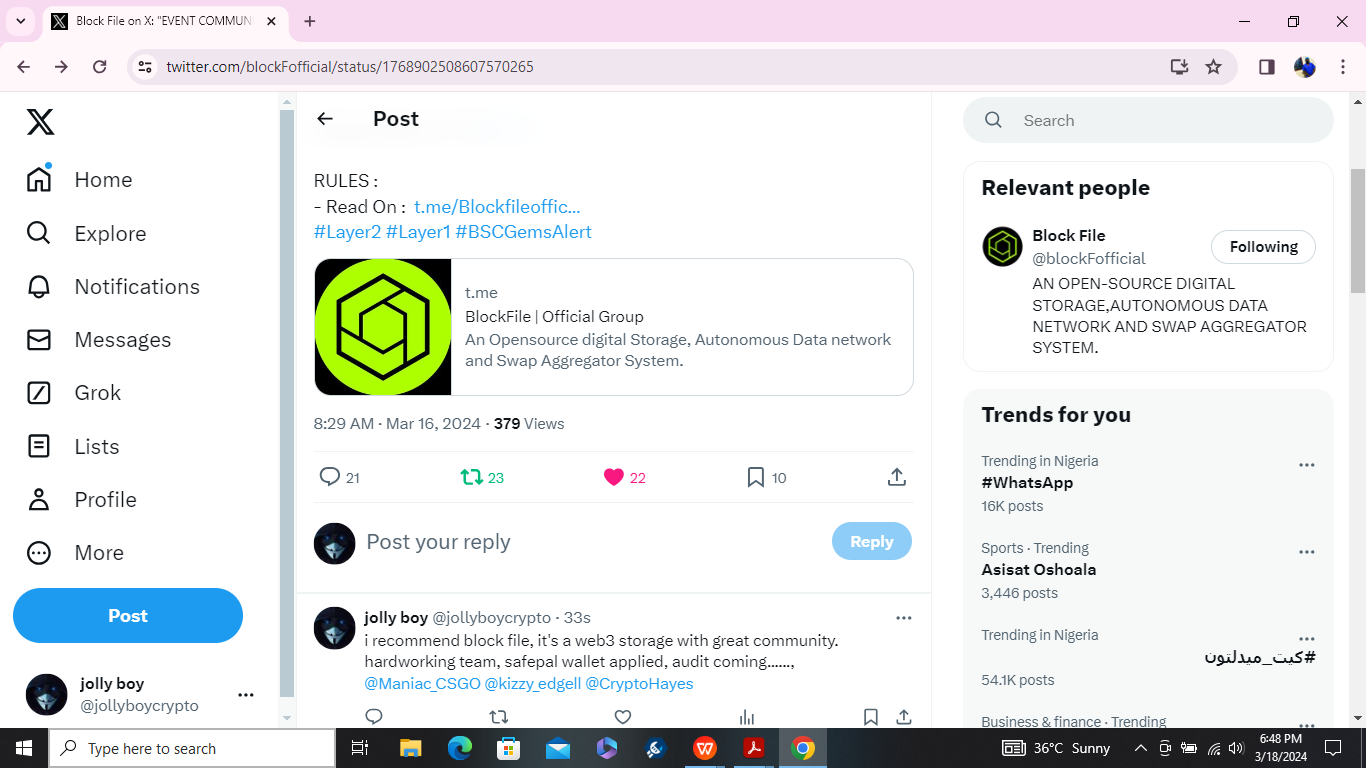 Block File on X: "EVENT COMMUN
twitter.com/blockFofficial/status/1768902508607570265
Home
Explore
Notifications
Messages
Grok
Lists
Profile
More
Post
jolly boy
@jollyboycrypto
Post
RULES :
- Read On : t.me/Blockfileoffic...
#Layer2 #Layer1 #BSCGemsAlert
t.me
BlockFile | Official Group
An Opensource digital Storage, Autonomous Data network
and Swap Aggregator System.
8:29 AM · Mar 16, 2024 · 379 Views
21 23 22 10
Post your reply
Reply
jolly boy @jollyboycrypto · 33s
i recommend block file, it's a web3 storage with great community.
hardworking team, safepal wallet applied, audit coming......,
@Maniac_CSGO @kizzy_edgell @CryptoHayes
Search
Relevant people
Block File
@blockFofficial
Following
AN OPEN-SOURCE DIGITAL
STORAGE,AUTONOMOUS DATA
NETWORK AND SWAP AGGREGATOR
SYSTEM.
Trends for you
Trending in Nigeria
#WhatsApp
16K posts
Sports · Trending
Asisat Oshoala
3,446 posts
Trending in Nigeria
#كيت_ميدلتون
54.1K posts
Business & finance · Trending
Type here to search
36°C Sunny
6:48 PM
3/18/2024